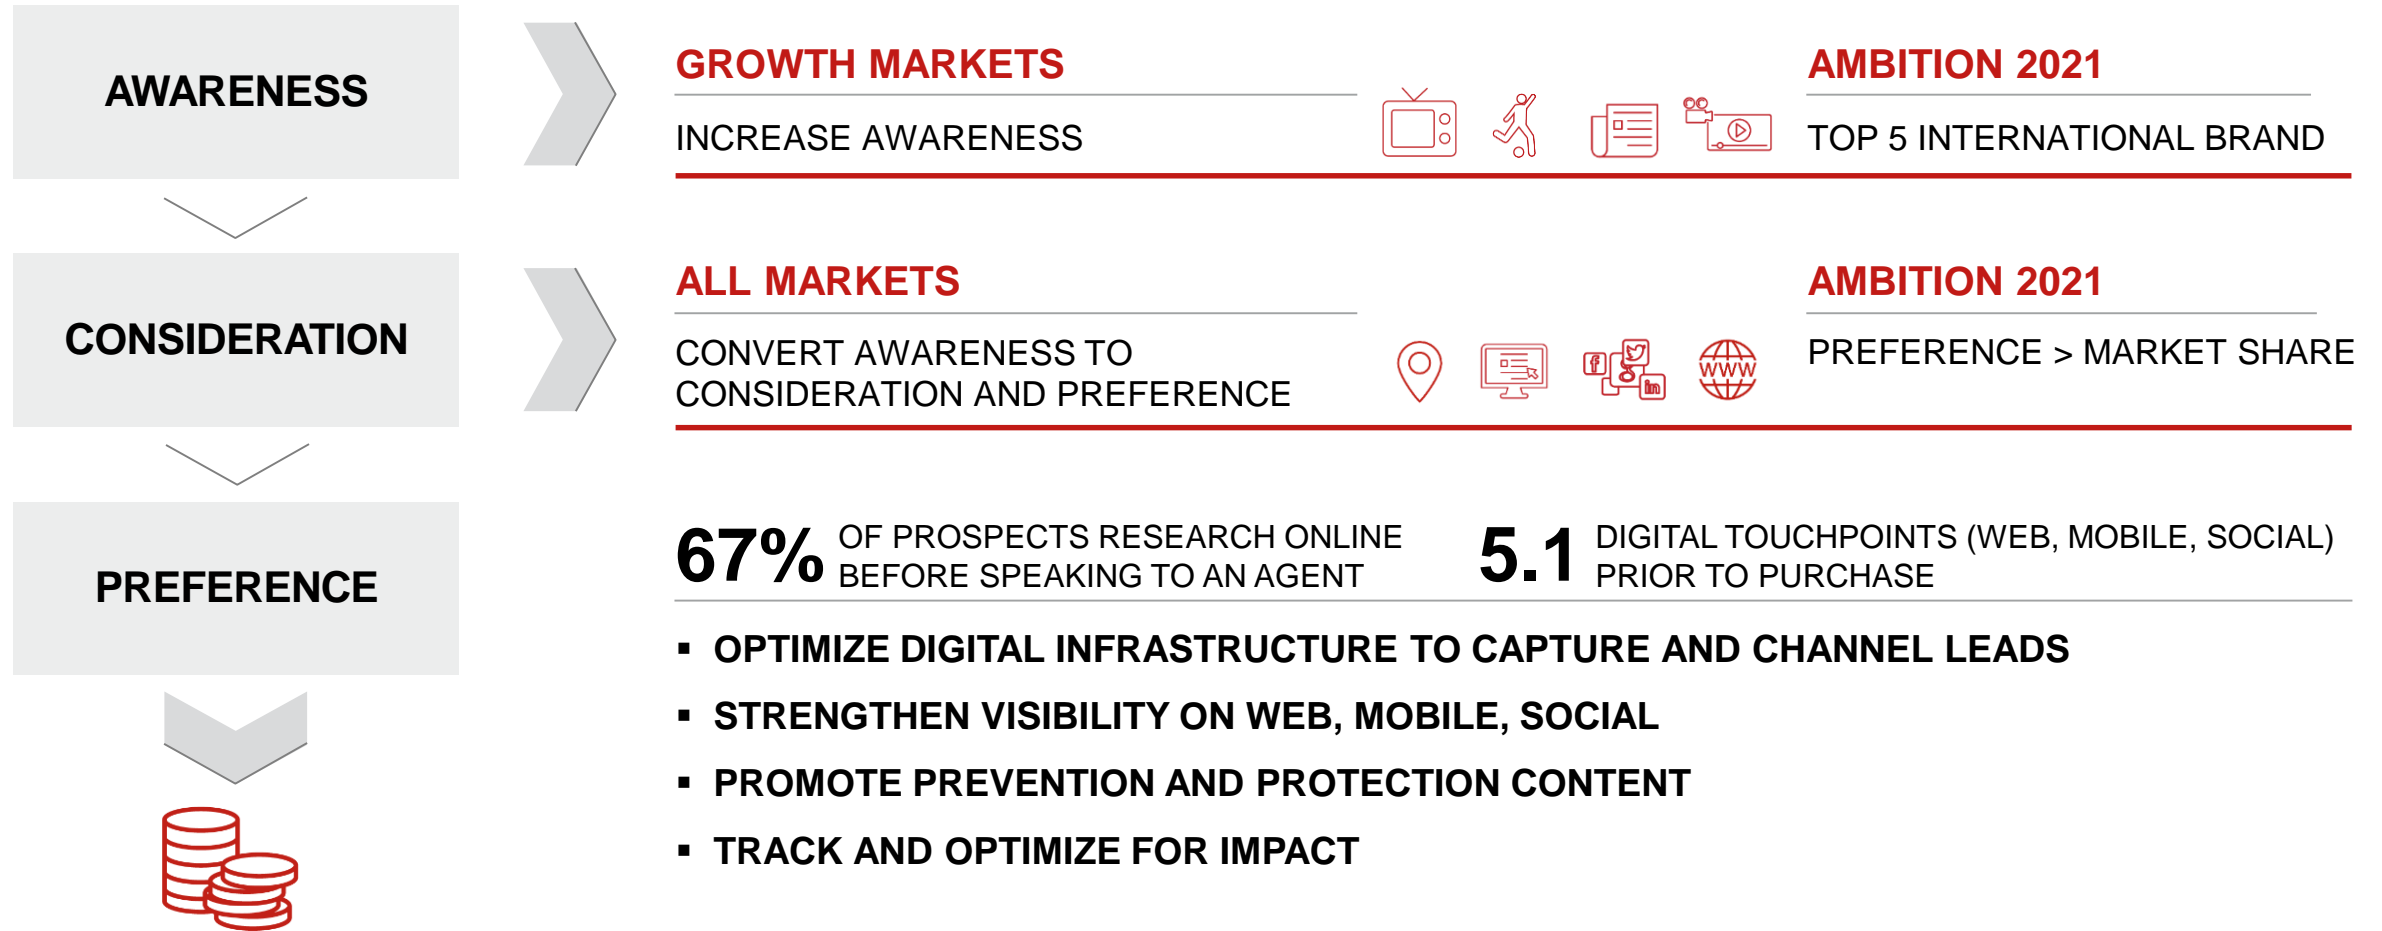 AWARENESS
GROWTH MARKETS
INCREASE AWARENESS
AMBITION 2021
TOP 5 INTERNATIONAL BRAND
CONSIDERATION
ALL MARKETS
CONVERT AWARENESS TO
CONSIDERATION AND PREFERENCE
f
in
WWW
AMBITION 2021
PREFERENCE > MARKET SHARE
PREFERENCE
67% OF PROSPECTS RESEARCH ONLINE
BEFORE SPEAKING TO AN AGENT
5.1 DIGITAL TOUCHPOINTS (WEB, MOBILE, SOCIAL)
PRIOR TO PURCHASE
▪ OPTIMIZE DIGITAL INFRASTRUCTURE TO CAPTURE AND CHANNEL LEADS
▪ STRENGTHEN VISIBILITY ON WEB, MOBILE, SOCIAL
▪ PROMOTE PREVENTION AND PROTECTION CONTENT
▪ TRACK AND OPTIMIZE FOR IMPACT